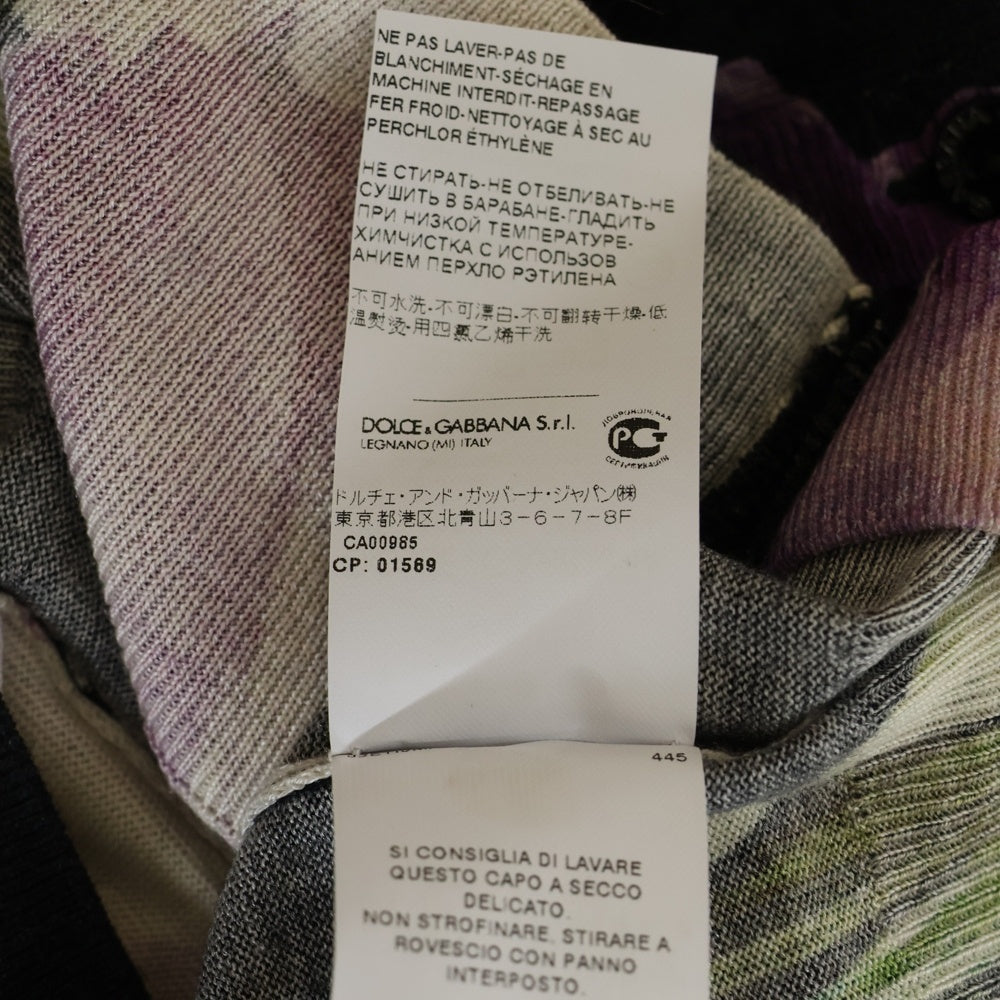 NE PAS LAVER-PAS DE
BLANCHIMENT-SÉCHAGE EN
MACHINE INTERDIT-REPASSAGE
FER FROID-NETTOYAGE À SEC AU
PERCHLOR ÉTHYLÈNE
НЕ СТИРАТЬ-НЕ ОТБЕЛИВАТЬ-НЕ
СУШИТЬ В БАРАБАНЕ-ГЛАДИТЬ
ПРИ НИЗКОЙ ТЕМПЕРАТУРЕ-
ХИМЧИСТКА С ИСПОЛЬЗОВ
АНИЕМ ПЕРХЛО РЭТИЛЕНА
不可水洗-不可漂白-不可翻转干燥-低
温熨烫-用四氯乙烯干洗
DOLCE & GABBANA S.r.l.
LEGNANO (MI) ITALY
ДОБРОВОЛЬНАЯ
РСТ
СЕРТИФИКАЦИЯ
ドルチェ・アンド・ガッバーナ・ジャパン㈱
東京都港区北青山3-6-7-8F
CA00985
CP: 01569
445
SI CONSIGLIA DI LAVARE
QUESTO CAPO A SECCO
DELICATO.
NON STROFINARE. STIRARE A
ROVESCIO CON PANNO
INTERPOSTO.